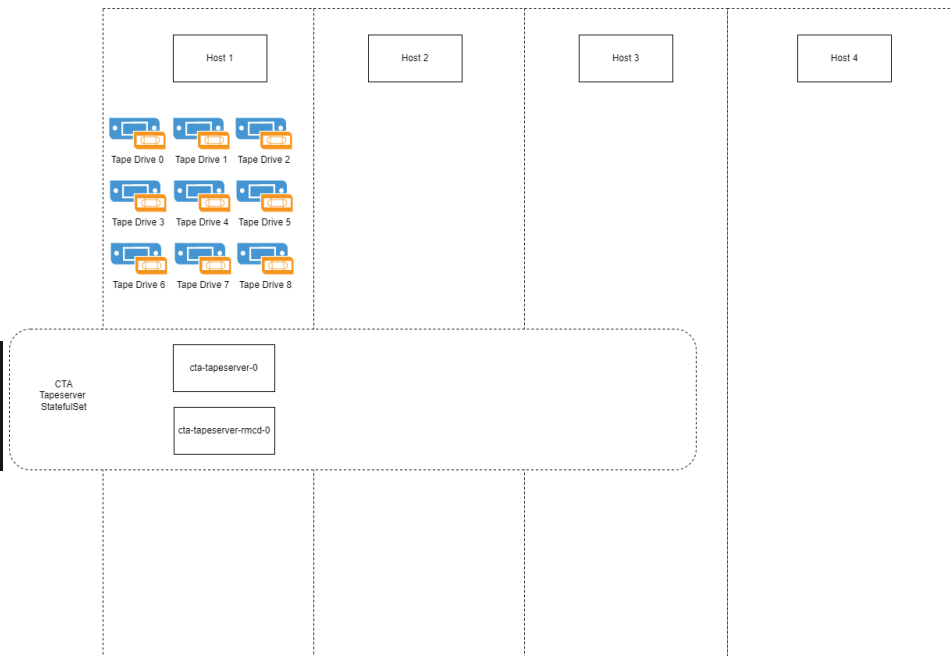 Host 1
Host 2
Host 3
Host 4
Tape Drive 0
Tape Drive 1
Tape Drive 2
Tape Drive 3
Tape Drive 4
Tape Drive 5
Tape Drive 6
Tape Drive 7
Tape Drive 8
CTA
Tapeserver
StatefulSet
cta-tapeserver-0
cta-tapeserver-rmcd-0